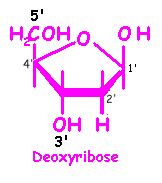 5'
H2COH O OH
4' 1'
2'
OH H
3'
Deoxyribose